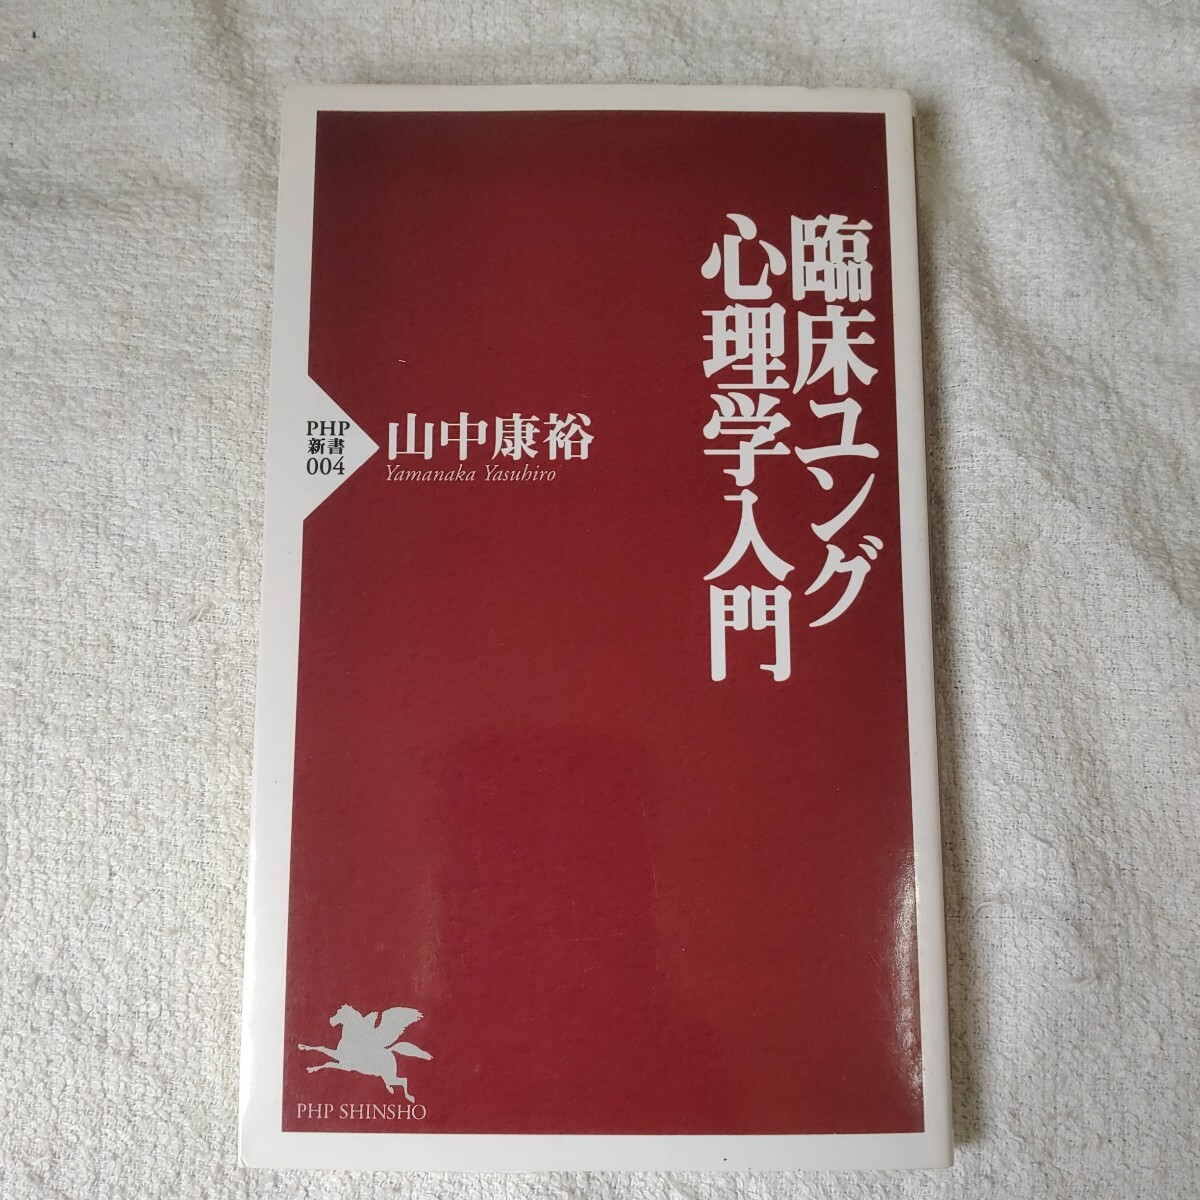 臨床ユング
心理学入門
山中康裕
Yamanaka Yasuhiro
PHP
新書
004
PHP SHINSHO